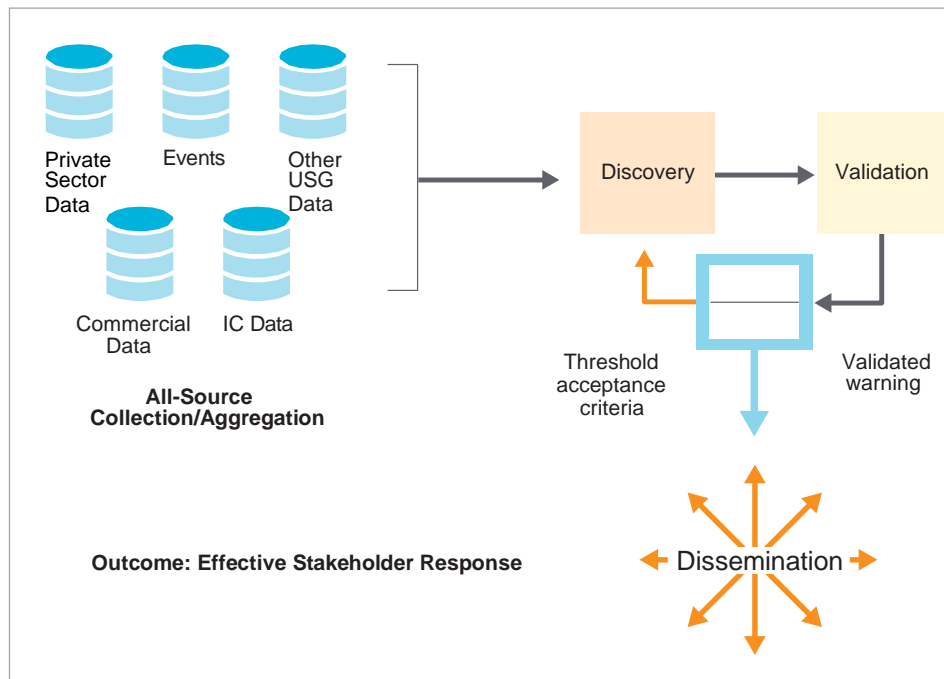 Private
Sector
Data
Events
Other
USG
Data
Commercial
Data
IC Data
All-Source
Collection/Aggregation
Discovery
Validation
Threshold
acceptance
criteria
Validated
warning
Outcome: Effective Stakeholder Response
Dissemination